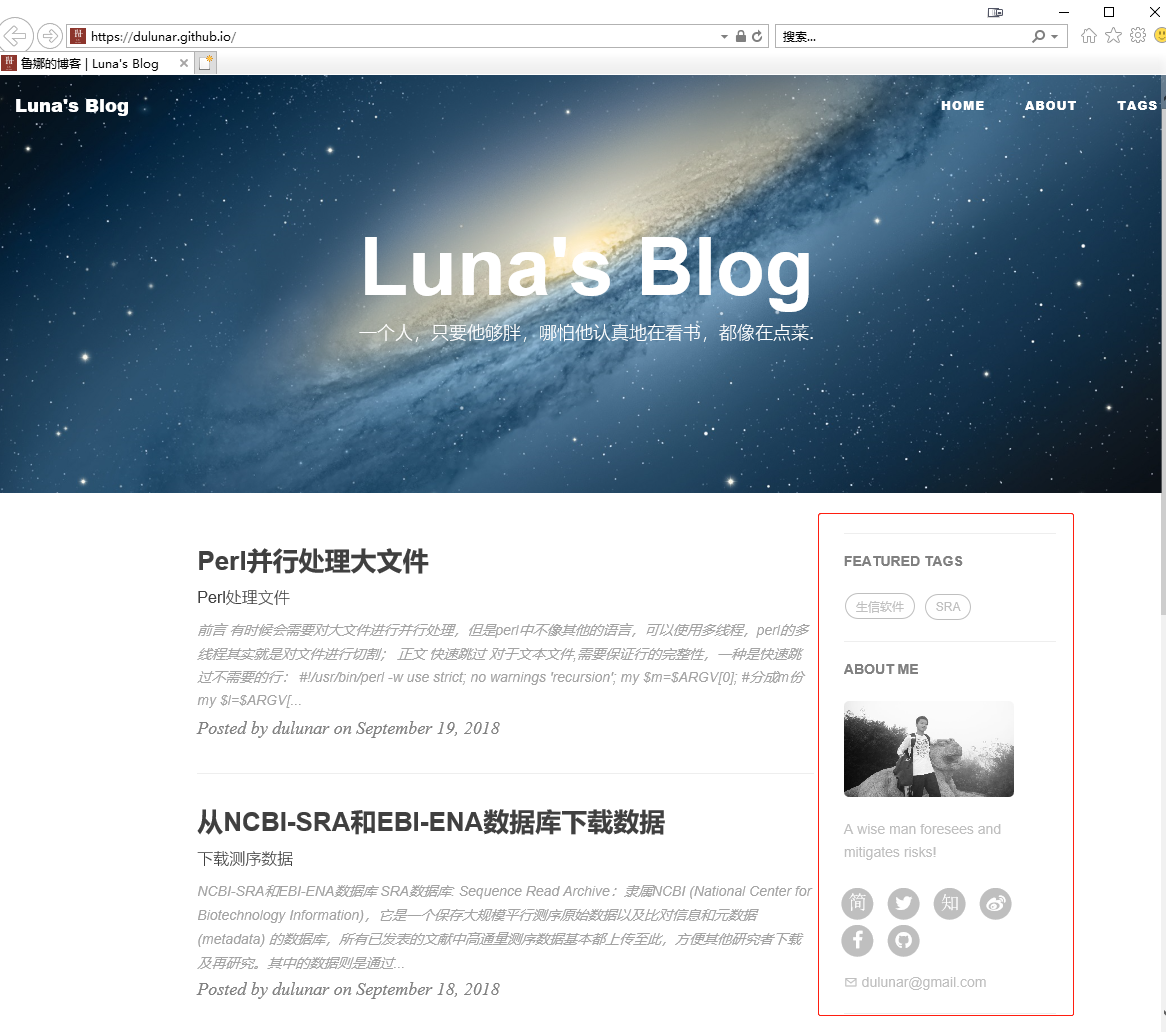 https://dulunar.github.io/
搜索...
鲁娜的博客 | Luna's Blog
Luna's Blog
HOME
ABOUT
TAGS
Luna's Blog
一个人，只要他够胖，哪怕他认真地在看书，都像在点菜.
Perl并行处理大文件
Perl处理文件
前言 有时候会需要对大文件进行并行处理，但是perl中不像其他的语言，可以使用多线程，perl的多
线程其实就是对文件进行切割； 正文 快速跳过 对于文本文件,需要保证行的完整性，一种是快速跳
过不需要的行： #!/usr/bin/perl -w use strict; no warnings 'recursion'; my $m=$ARGV[0]; #分成m份
my $l=$ARGV[...
Posted by dulunar on September 19, 2018
从NCBI-SRA和EBI-ENA数据库下载数据
下载测序数据
NCBI-SRA和EBI-ENA数据库 SRA数据库: Sequence Read Archive：隶属NCBI (National Center for
Biotechnology Information)，它是一个保存大规模平行测序原始数据以及比对信息和元数据
(metadata) 的数据库，所有已发表的文献中高通量测序数据基本都上传至此，方便其他研究者下载
及再研究。其中的数据则是通过...
Posted by dulunar on September 18, 2018
FEATURED TAGS
生信软件
SRA
ABOUT ME
A wise man foresees and
mitigates risks!
简
知
dulunar@gmail.com